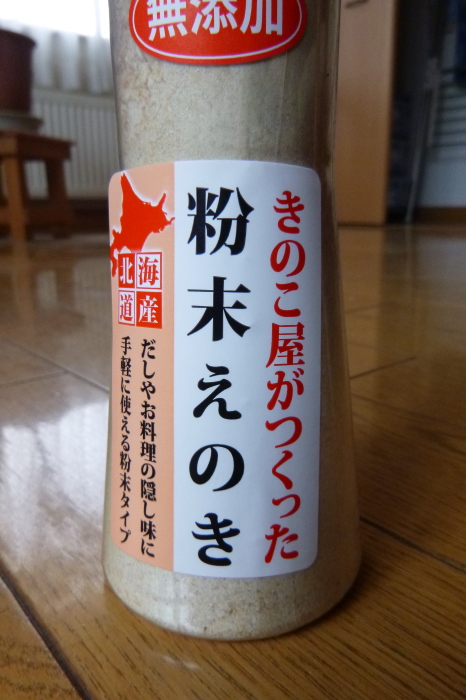 無添加
きのこ屋がつくった
粉末えのき
北海
道産
だしやお料理の隠し味に
手軽に使える粉末タイプ